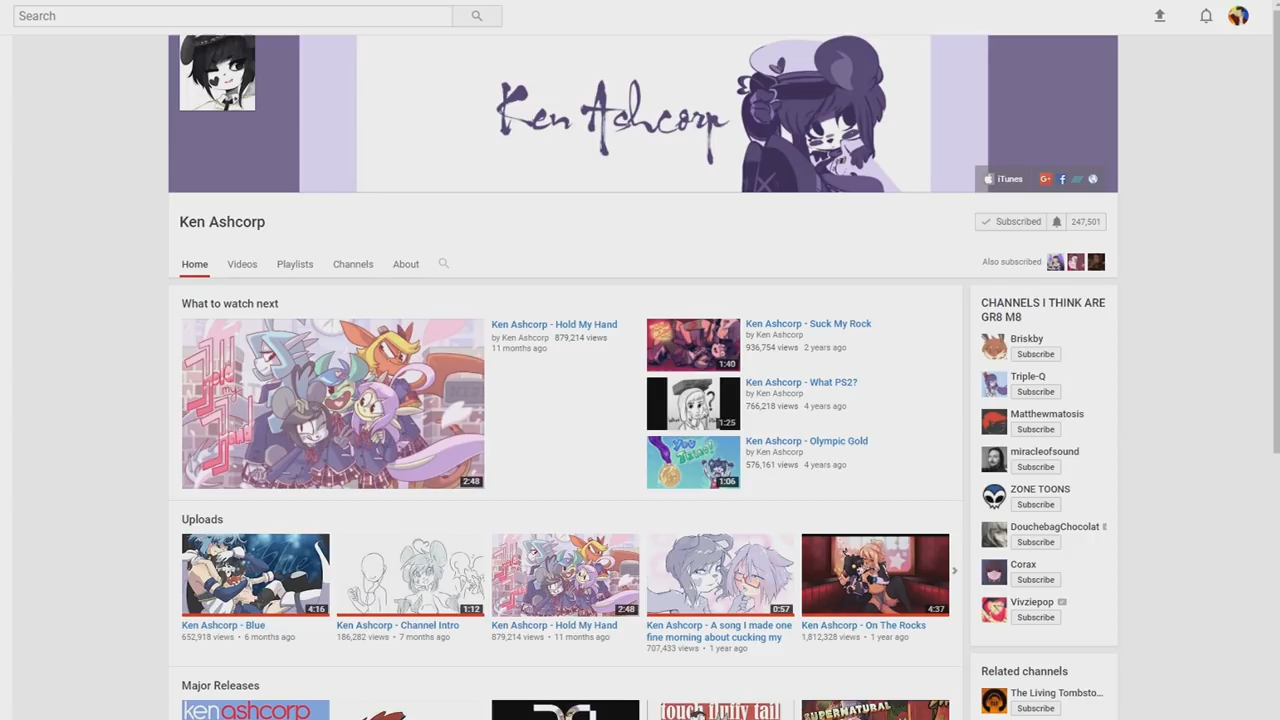 Search
Ken Ashcorp
iTunes
Ken Ashcorp
Subscribed
247,501
Home
Videos
Playlists
Channels
About
Also subscribed
What to watch next
Ken Ashcorp - Hold My Hand
by Ken Ashcorp 879,214 views
11 months ago
2:48
Ken Ashcorp - Suck My Rock
by Ken Ashcorp
936,754 views 2 years ago
1:40
Ken Ashcorp - What PS2?
by Ken Ashcorp
766,218 views 4 years ago
1:25
Ken Ashcorp - Olympic Gold
by Ken Ashcorp
576,161 views 4 years ago
1:06
Uploads
4:16
1:12
2:48
0:57
4:37
Ken Ashcorp - Blue
652,918 views • 6 months ago
Ken Ashcorp - Channel Intro
186,282 views • 7 months ago
Ken Ashcorp - Hold My Hand
879,214 views • 11 months ago
Ken Ashcorp - A song I made one
fine morning about cucking my
707,433 views • 1 year ago
Ken Ashcorp - On The Rocks
1,812,328 views • 1 year ago
Major Releases
ken ashcorp
touch fluffy tail
SUPERNATURAL
CHANNELS I THINK ARE
GR8 M8
Briskby
Subscribe
Triple-Q
Subscribe
Matthewmatosis
Subscribe
miracleofsound
Subscribe
ZONE TOONS
Subscribe
DouchebagChocolat
Subscribe
Corax
Subscribe
Vivziepop
Subscribe
Related channels
The Living Tombsto...
Subscribe